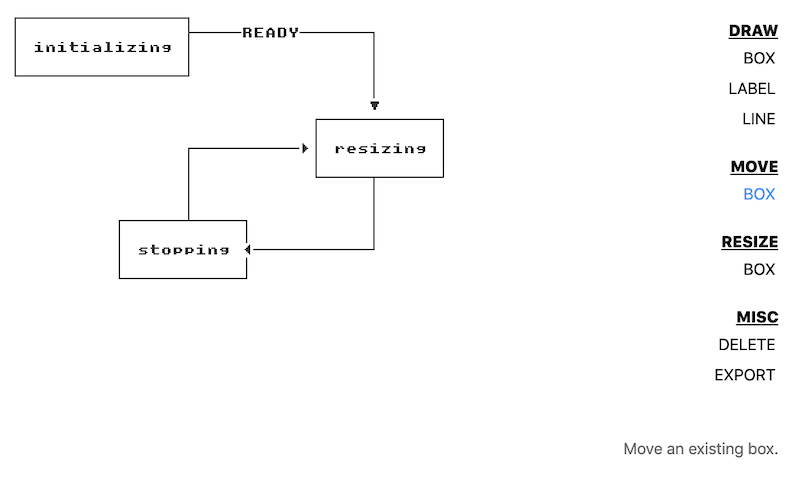 initializing
READY
resizing
stopping
DRAW
BOX
LABEL
LINE
MOVE
BOX
RESIZE
BOX
MISC
DELETE
EXPORT
Move an existing box.